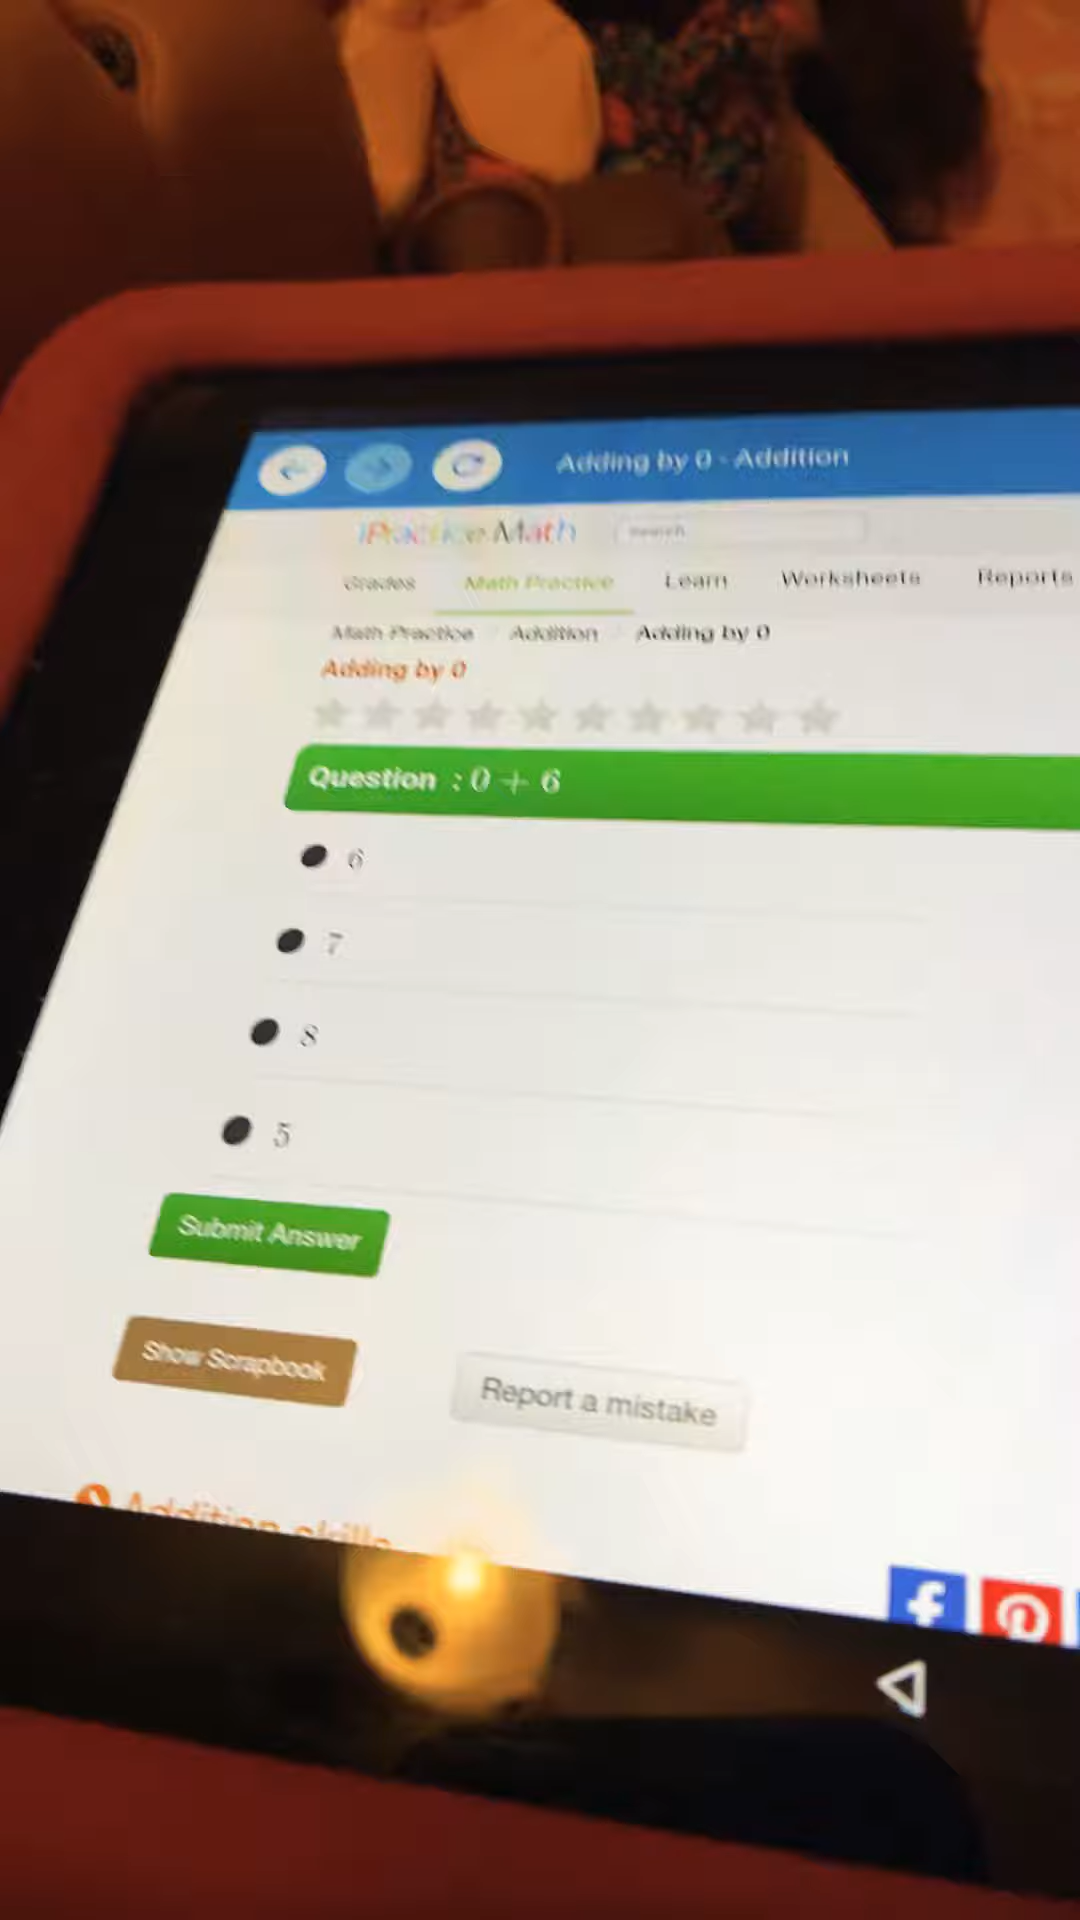 Adding by 0 - Addition
iPractice Math
search
Grades Math Practice Learn Worksheets Reports
Math Practice Addition Adding by 0
Adding by 0
Question : 0 + 6
6
7
8
5
Submit Answer
Show Scrapbook
Report a mistake
Addition skills